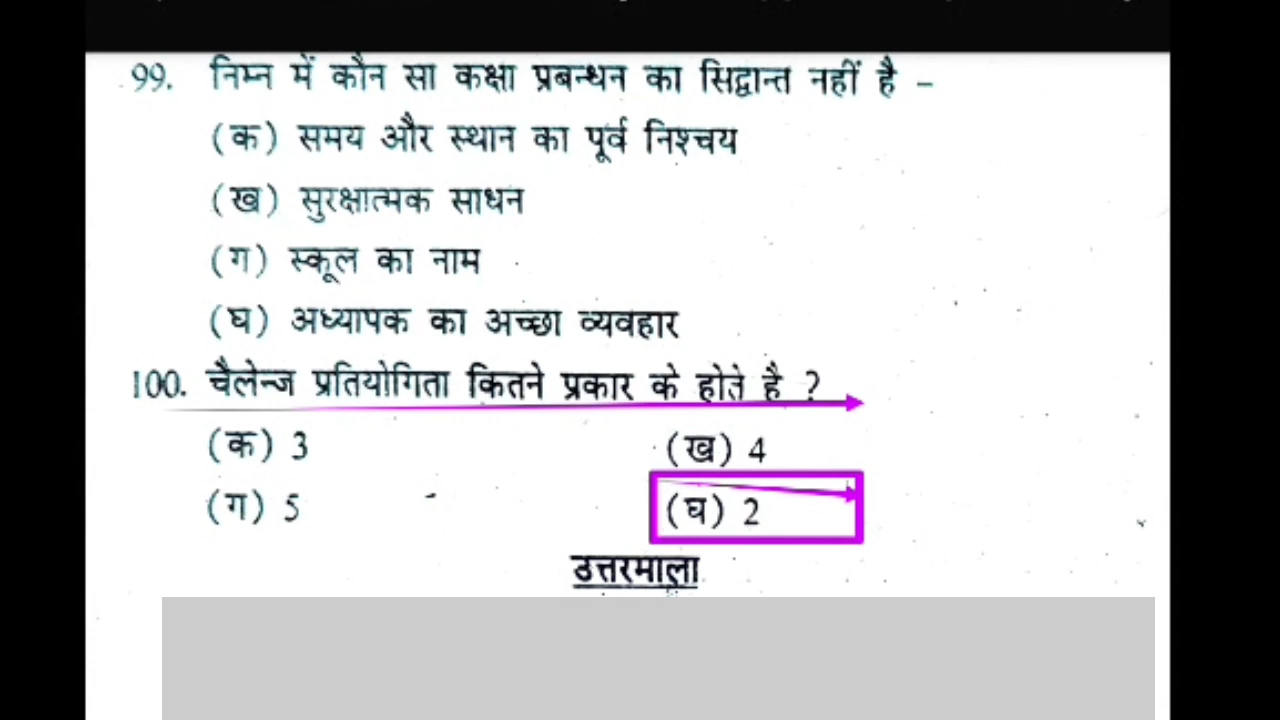 99. निम्न में कौन सा कक्षा प्रबन्धन का सिद्वान्त नहीं है –
(क) समय और स्थान का पूर्व निश्चय
(ख) सुरक्षात्मक साधन
(ग) स्कूल का नाम
(घ) अध्यापक का अच्छा व्यवहार
100. चैलेन्ज प्रतियोगिता कितने प्रकार के होते है ?
(क) 3 (ख) 4
(ग) 5 (घ) 2
उत्तरमाला